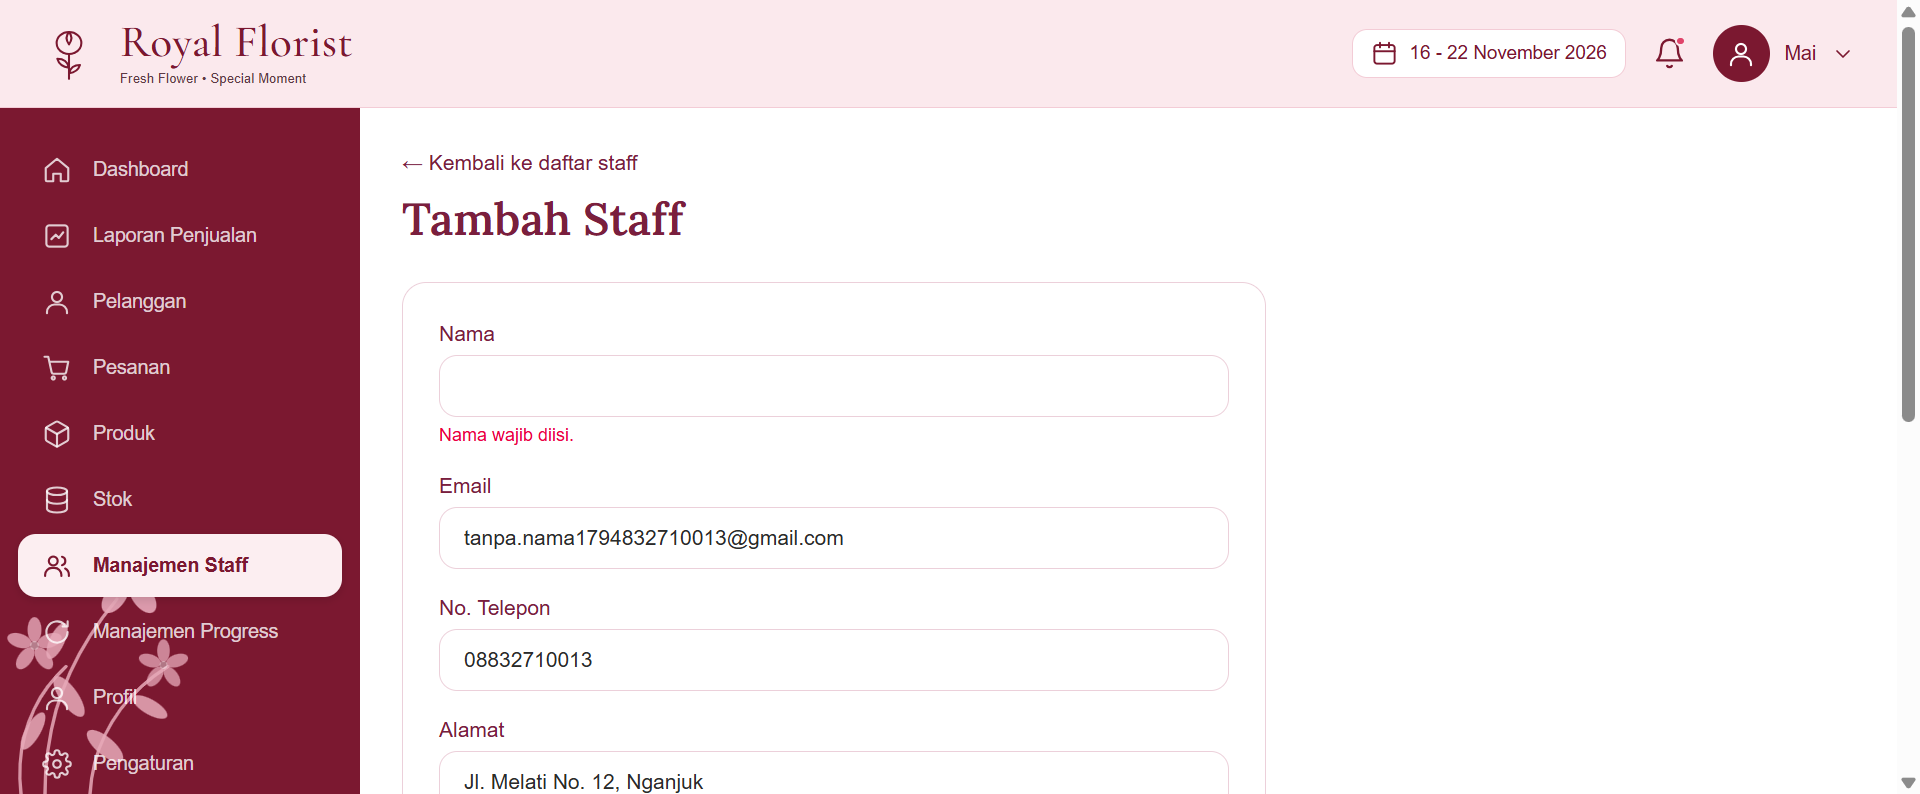 Royal Florist
Fresh Flower • Special Moment
16 - 22 November 2026
Mai
Dashboard
Laporan Penjualan
Pelanggan
Pesanan
Produk
Stok
Manajemen Staff
Manajemen Progress
Profil
Pengaturan
← Kembali ke daftar staff
Tambah Staff
Nama
Nama wajib diisi.
Email
tanpa.nama1794832710013@gmail.com
No. Telepon
08832710013
Alamat
Jl. Melati No. 12, Nganjuk